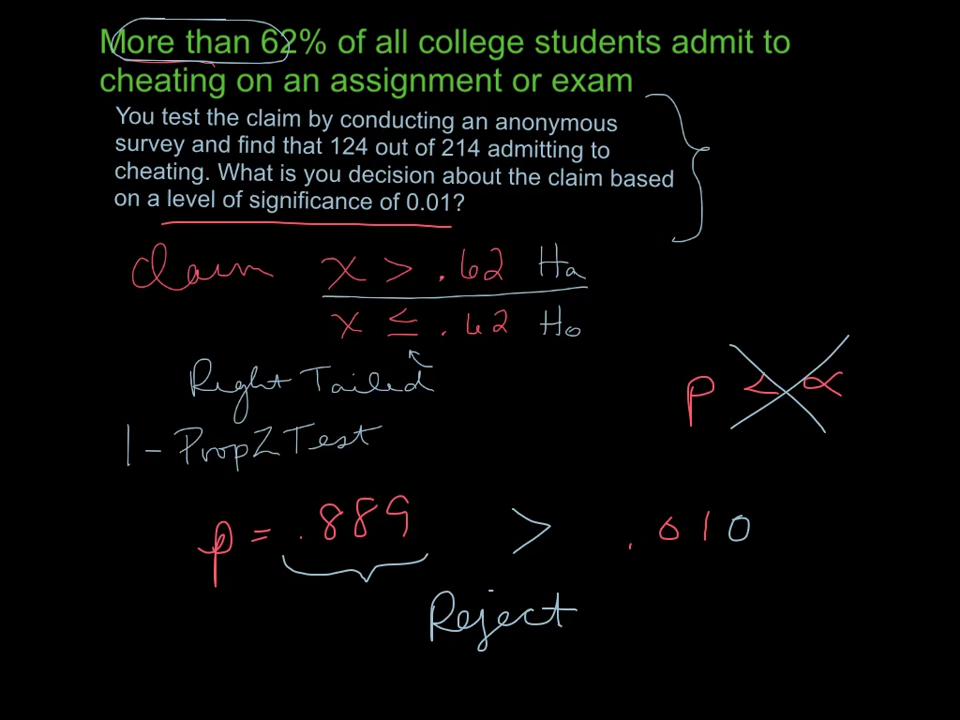 More than 62% of all college students admit to
cheating on an assignment or exam
You test the claim by conducting an anonymous
survey and find that 124 out of 214 admitting to
cheating. What is you decision about the claim based
on a level of significance of 0.01?
Claim x > .62 Ha
x ≤ .62 Ho
Right Tailed
p < α
1-PropZTest
p = .889 > .010
Reject